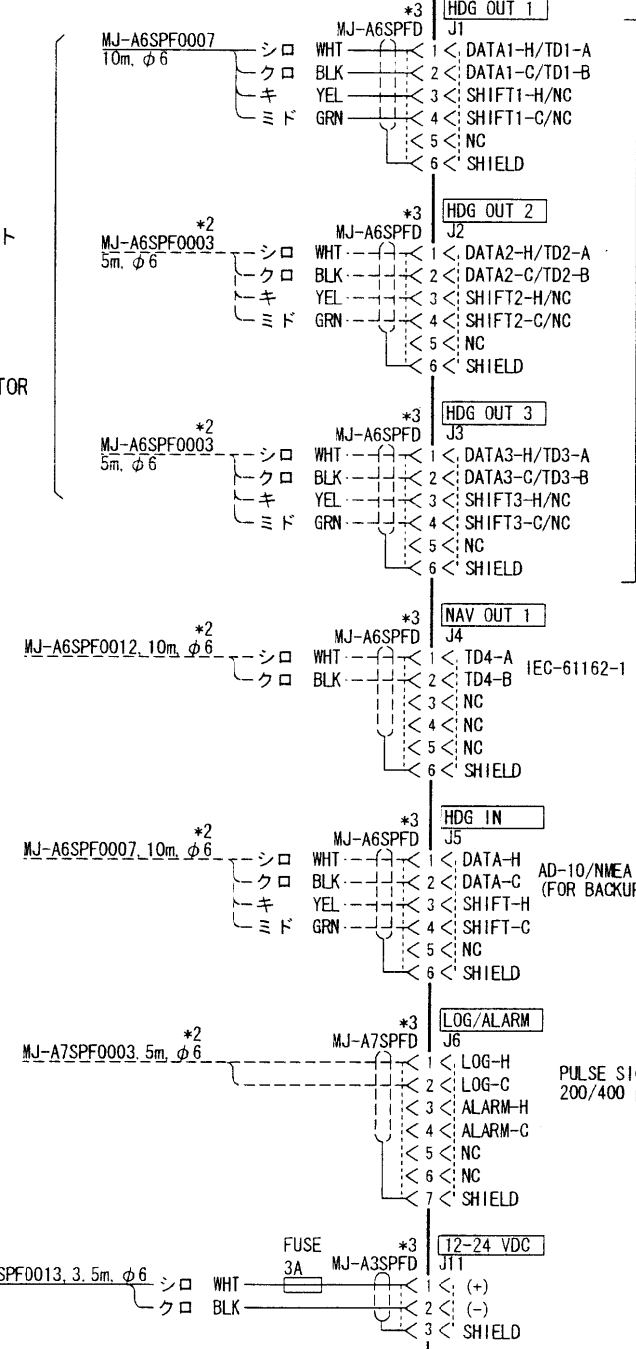 *3 HDG OUT 1
MJ-A6SPFD J1
MJ-A6SPF0007
10m, φ6
シロ WHT 1 DATA1-H/TD1-A
クロ BLK 2 DATA1-C/TD1-B
キ YEL 3 SHIFT1-H/NC
ミド GRN 4 SHIFT1-C/NC
5 NC
6 SHIELD
ト
*3 HDG OUT 2
MJ-A6SPFD J2
*2
MJ-A6SPF0003
5m, φ6
シロ WHT 1 DATA2-H/TD2-A
クロ BLK 2 DATA2-C/TD2-B
キ YEL 3 SHIFT2-H/NC
ミド GRN 4 SHIFT2-C/NC
5 NC
6 SHIELD
TOR
*3 HDG OUT 3
MJ-A6SPFD J3
*2
MJ-A6SPF0003
5m, φ6
シロ WHT 1 DATA3-H/TD3-A
クロ BLK 2 DATA3-C/TD3-B
キ YEL 3 SHIFT3-H/NC
ミド GRN 4 SHIFT3-C/NC
5 NC
6 SHIELD
*3 NAV OUT 1
MJ-A6SPFD J4
*2
MJ-A6SPF0012, 10m, φ6
シロ WHT 1 TD4-A
クロ BLK 2 TD4-B
IEC-61162-1
3 NC
4 NC
5 NC
6 SHIELD
*3 HDG IN
MJ-A6SPFD J5
*2
MJ-A6SPF0007, 10m, φ6
シロ WHT 1 DATA-H
クロ BLK 2 DATA-C
キ YEL 3 SHIFT-H
ミド GRN 4 SHIFT-C
5 NC
6 SHIELD
AD-10/NMEA
(FOR BACKUP
*3 LOG/ALARM
MJ-A7SPFD J6
*2
MJ-A7SPF0003, 5m, φ6
1 LOG-H
2 LOG-C
3 ALARM-H
4 ALARM-C
5 NC
6 NC
7 SHIELD
PULSE SI
200/400
*3 12-24 VDC
FUSE
3A
MJ-A3SPFD J11
SPF0013, 3.5m, φ6
シロ WHT 1 (+)
クロ BLK 2 (-)
3 SHIELD